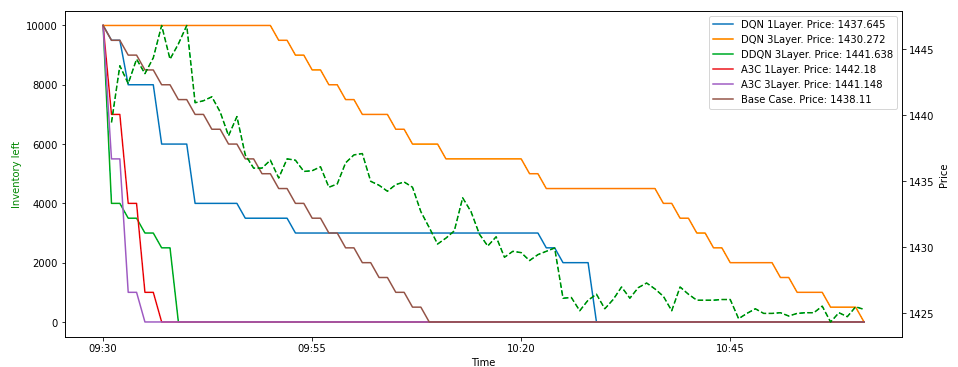 DQN 1Layer. Price: 1437.645
DQN 3Layer. Price: 1430.272
DDQN 3Layer. Price: 1441.638
A3C 1Layer. Price: 1442.18
A3C 3Layer. Price: 1441.148
Base Case. Price: 1438.11
Inventory left
10000
8000
6000
4000
2000
0
1445
1440
1435
1430
1425
Price
09:30
09:55
10:20
10:45
Time